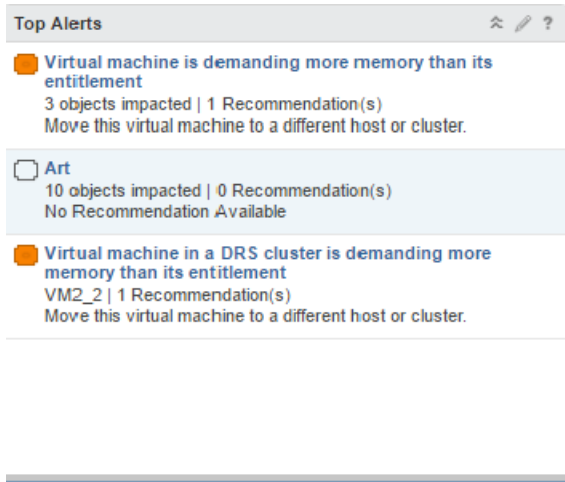 Top Alerts ?
Virtual machine is demanding more memory than its
entitlement
3 objects impacted | 1 Recommendation(s)
Move this virtual machine to a different host or cluster.
Art
10 objects impacted | 0 Recommendation(s)
No Recommendation Available
Virtual machine in a DRS cluster is demanding more
memory than its entitlement
VM2_2 | 1 Recommendation(s)
Move this virtual machine to a different host or cluster.